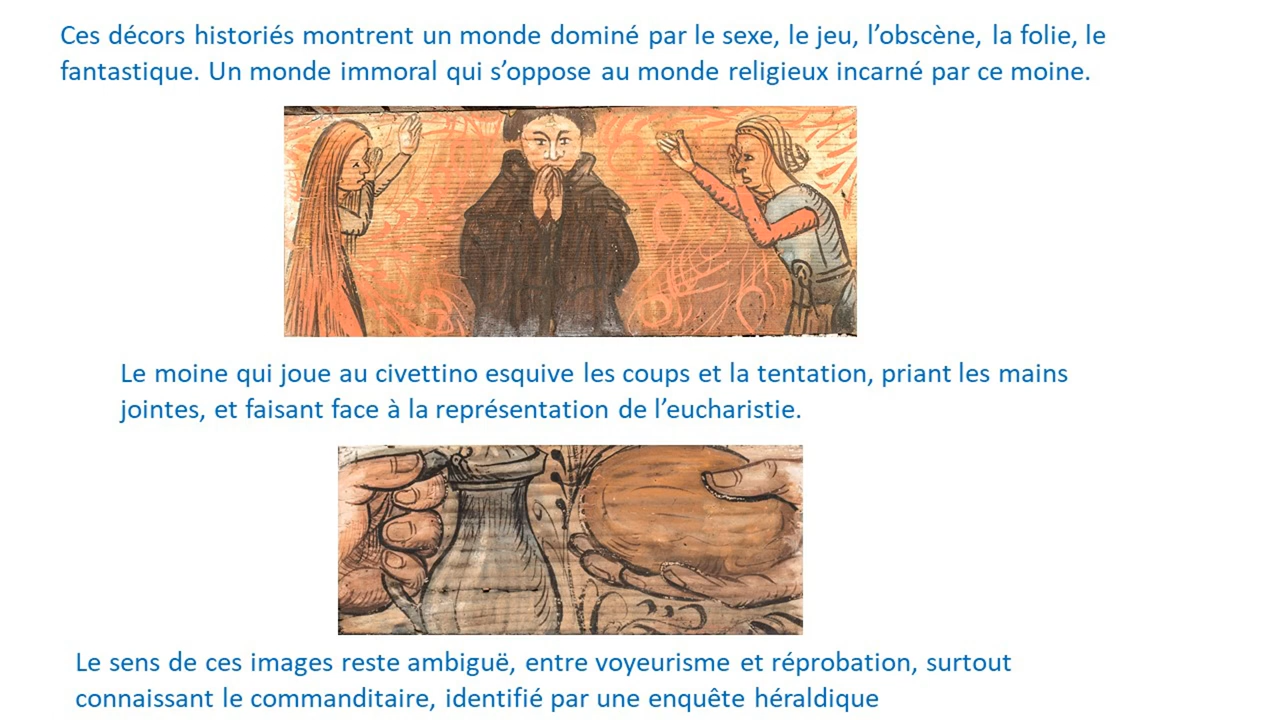 Ces décors historiés montrent un monde dominé par le sexe, le jeu, l’obscène, la folie, le
fantastique. Un monde immoral qui s’oppose au monde religieux incarné par ce moine.
Le moine qui joue au civettino esquive les coups et la tentation, priant les mains
jointes, et faisant face à la représentation de l’eucharistie.
Le sens de ces images reste ambiguë, entre voyeurisme et réprobation, surtout
connaissant le commanditaire, identifié par une enquête héraldique